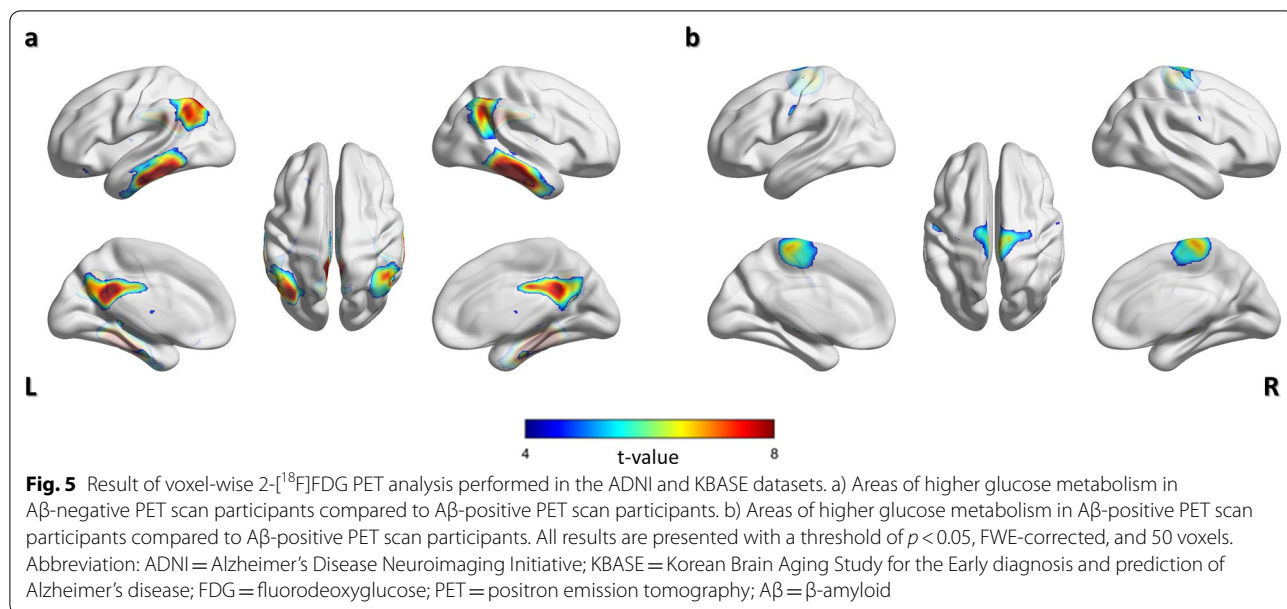 a
b
L
R
4
8
t-value
Fig. 5 Result of voxel-wise 2-[18F]FDG PET analysis performed in the ADNI and KBASE datasets. a) Areas of higher glucose metabolism in
Aβ-negative PET scan participants compared to Aβ-positive PET scan participants. b) Areas of higher glucose metabolism in Aβ-positive PET scan
participants compared to Aβ-positive PET scan participants. All results are presented with a threshold of p < 0.05, FWE-corrected, and 50 voxels.
Abbreviation: ADNI = Alzheimer's Disease Neuroimaging Initiative; KBASE = Korean Brain Aging Study for the Early diagnosis and prediction of
Alzheimer's disease; FDG = fluorodeoxyglucose; PET = positron emission tomography; Aβ = β-amyloid